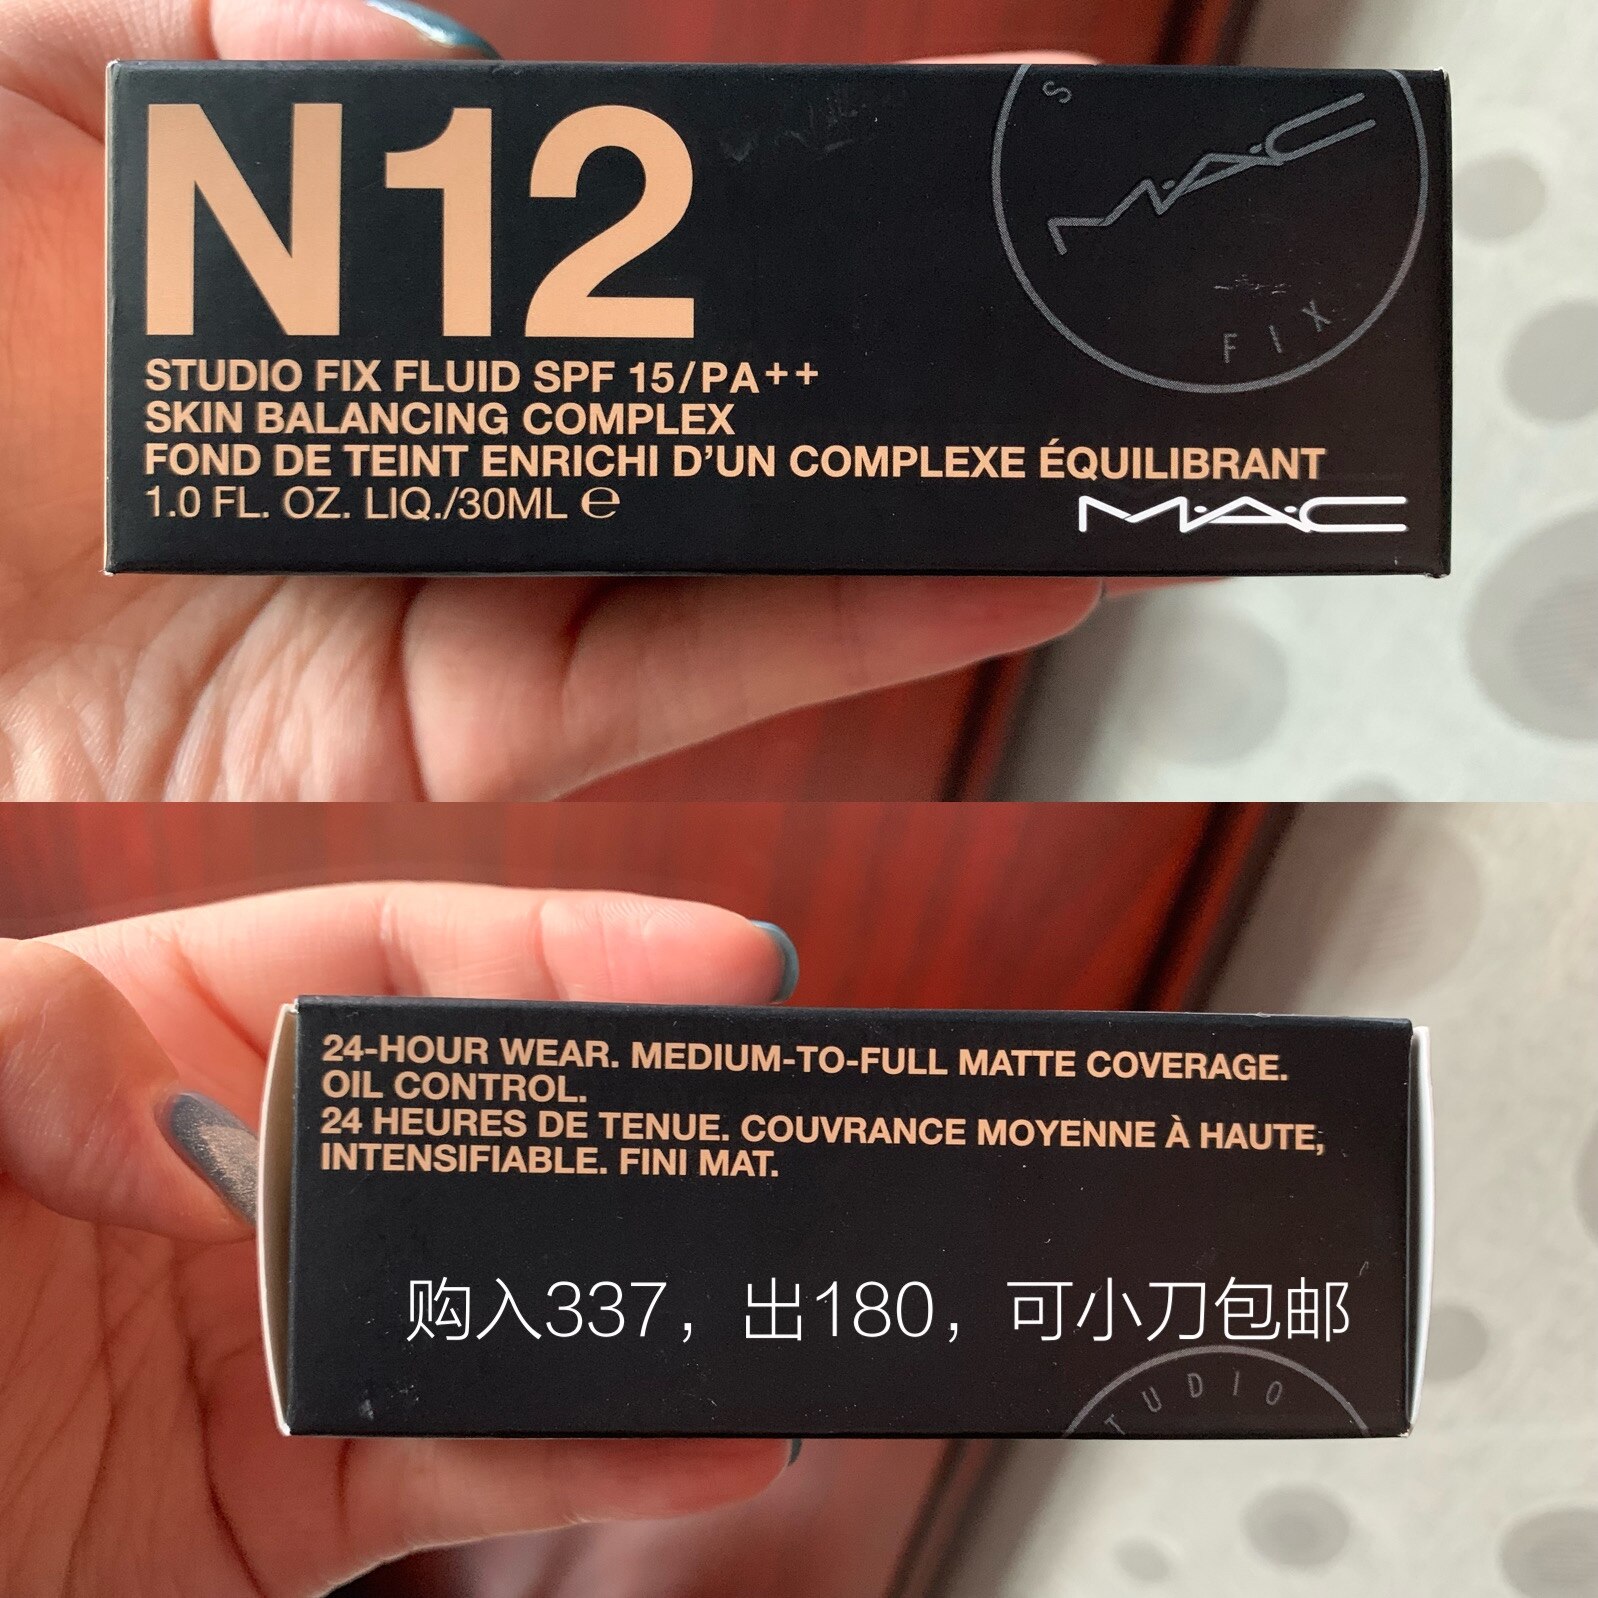 N12
STUDIO FIX FLUID SPF 15/PA++
SKIN BALANCING COMPLEX
FOND DE TEINT ENRICHI D'UN COMPLEXE ÉQUILIBRANT
1.0 FL. OZ. LIQ./30ML ℮
MAC
S
MAC
FIX
24-HOUR WEAR. MEDIUM-TO-FULL MATTE COVERAGE.
OIL CONTROL.
24 HEURES DE TENUE. COUVRANCE MOYENNE À HAUTE,
INTENSIFIABLE. FINI MAT.
购入337，出180，可小刀包邮
TUDIO